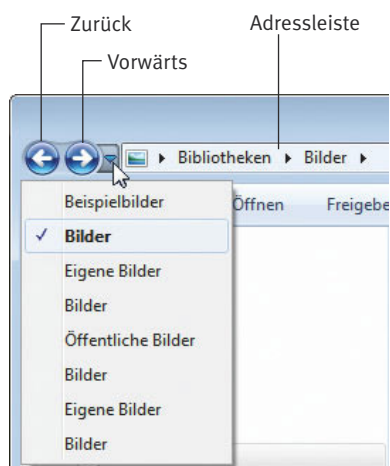 Zurück
Adressleiste
Vorwärts
Bibliotheken
Bilder
Öffnen
Freigebe
Beispielbilder
Bilder
Eigene Bilder
Bilder
Öffentliche Bilder
Bilder
Eigene Bilder
Bilder